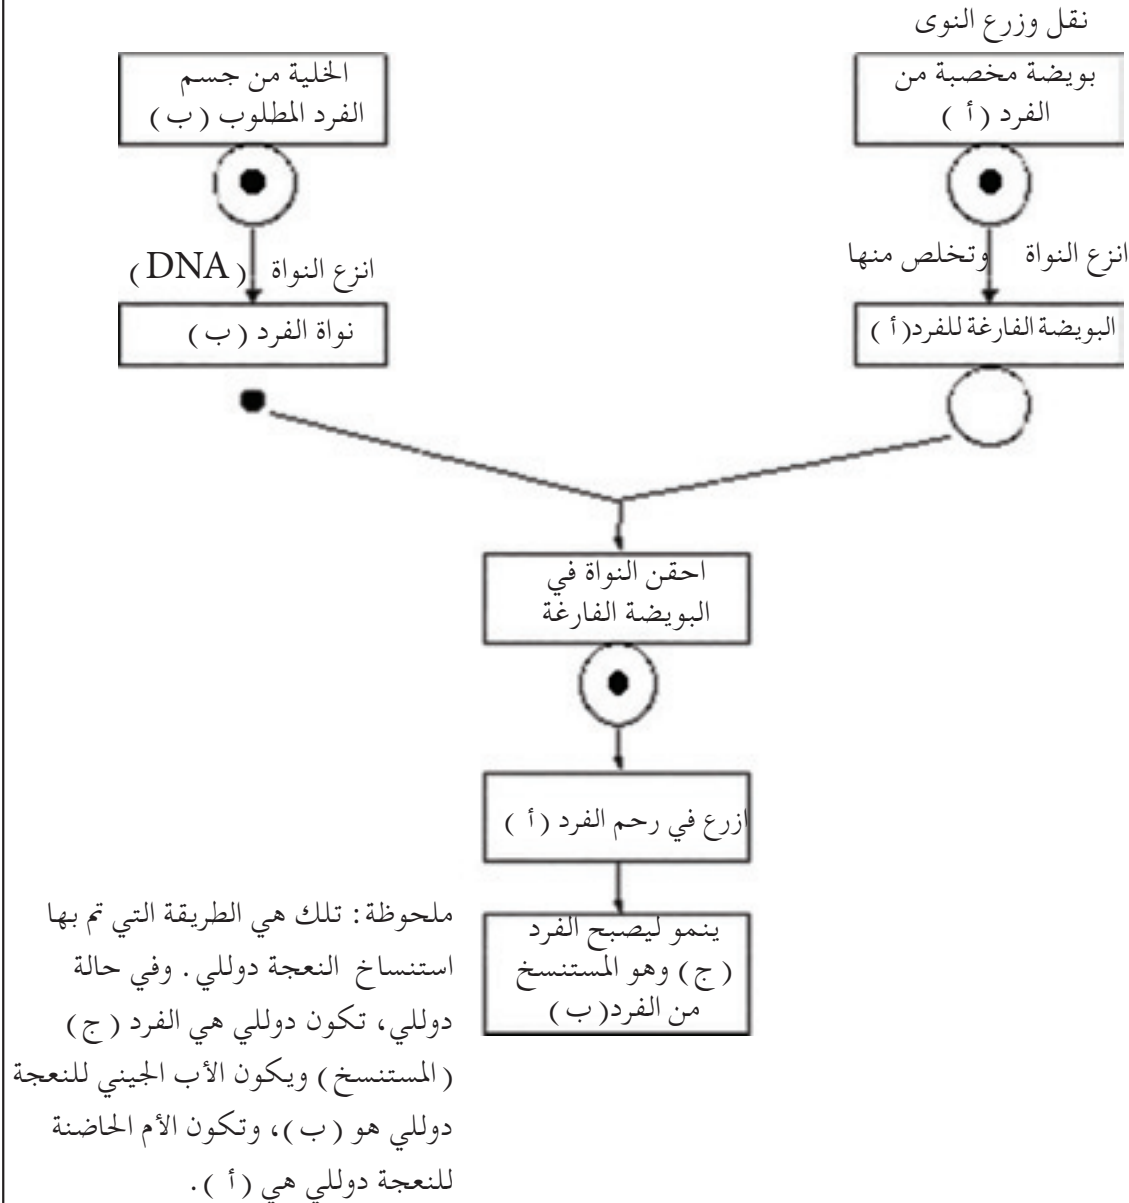 نقل وزرع النوى
بويضة مخصبة من
الفرد ( أ )
الخلية من جسم
الفرد المطلوب ( ب )
انزع النواة وتخلص منها
انزع النواة ( DNA )
البويضة الفارغة للفرد( أ )
نواة الفرد ( ب )
احقن النواة في
البويضة الفارغة
ازرع في رحم الفرد ( أ )
ينمو ليصبح الفرد
( ج ) وهو المستنسخ
من الفرد( ب )
ملحوظة: تلك هي الطريقة التي تم بها
استنساخ النعجة دوللي. وفي حالة
دوللي، تكون دوللي هي الفرد ( ج )
( المستنسخ ) ويكون الأب الجيني للنعجة
دوللي هو ( ب )، وتكون الأم الحاضنة
للنعجة دوللي هي ( أ ).